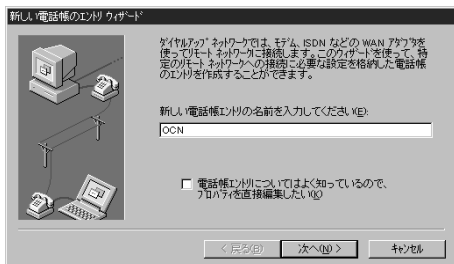 新しい電話帳のエントリ ウィザード
ダイヤルアップ ネットワークでは、モデム、ISDN などの WAN アダプタを
使ってリモート ネットワークに接続します。このウィザードを使って、特
定のリモート ネットワークへの接続に必要な設定を格納した電話帳
のエントリを作成することができます。
新しい電話帳エントリの名前を入力してください(E):
OCN
電話帳エントリについてはよく知っているので、
プロパティを直接編集したい(K)
< 戻る(B)
次へ(N) >
キャンセル